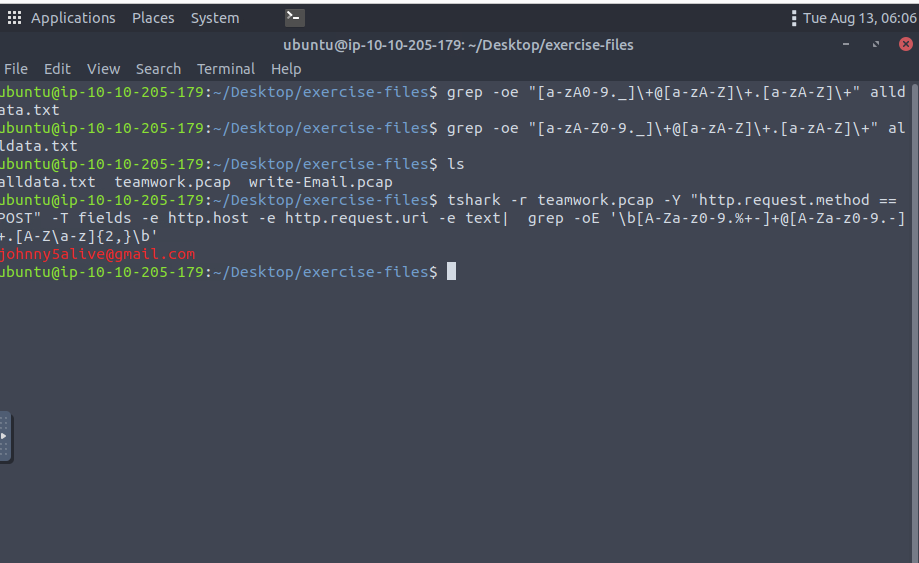 Applications Places System Tue Aug 13, 06:06
ubuntu@ip-10-10-205-179: ~/Desktop/exercise-files
File Edit View Search Terminal Help
ubuntu@ip-10-10-205-179:~/Desktop/exercise-files$ grep -oe "[a-zA0-9._]\+@[a-zA-Z]\+.[a-zA-Z]\+" alld
ata.txt
ubuntu@ip-10-10-205-179:~/Desktop/exercise-files$ grep -oe "[a-zA-Z0-9._]\+@[a-zA-Z]\+.[a-zA-Z]\+" al
ldata.txt
ubuntu@ip-10-10-205-179:~/Desktop/exercise-files$ ls
alldata.txt  teamwork.pcap  write-Email.pcap
ubuntu@ip-10-10-205-179:~/Desktop/exercise-files$ tshark -r teamwork.pcap -Y "http.request.method ==
POST" -T fields -e http.host -e http.request.uri -e text|  grep -oE '\b[A-Za-z0-9.%+-]+@[A-Za-z0-9.-]
+.[A-Z\a-z]{2,}\b'
johnny5alive@gmail.com
ubuntu@ip-10-10-205-179:~/Desktop/exercise-files$